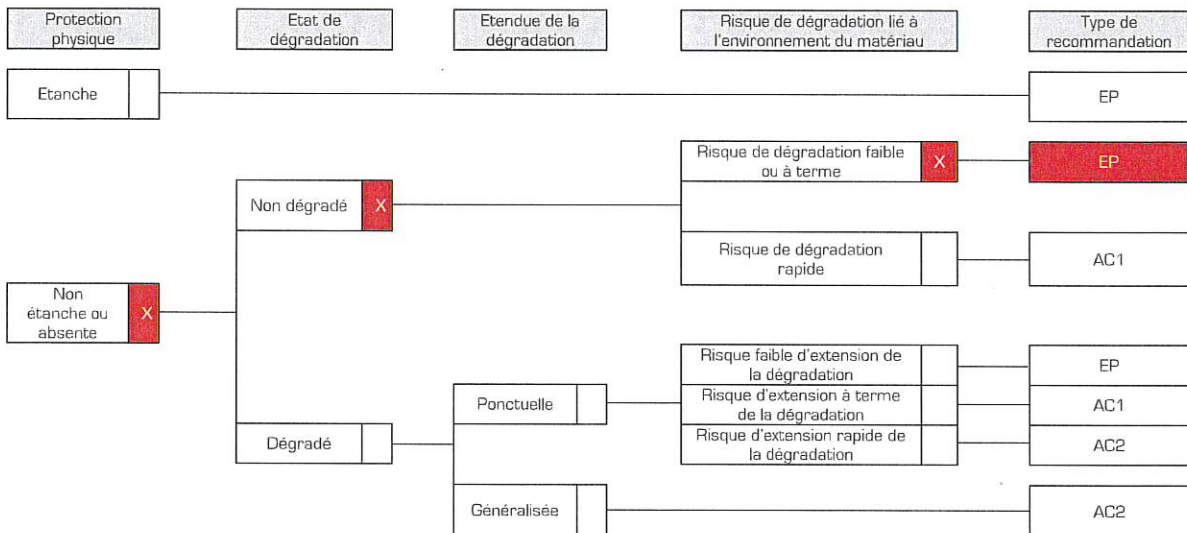 Protection
physique
Etat de
dégradation
Etendue de la
dégradation
Risque de dégradation lié à
l'environnement du matériau
Type de
recommandation
Etanche
EP
Risque de dégradation faible
ou à terme
X
EP
Non dégradé
X
Risque de dégradation
rapide
AC1
Non
étanche ou
absente
X
Risque faible d'extension de
la dégradation
EP
Ponctuelle
Risque d'extension à terme
de la dégradation
AC1
Dégradé
Risque d'extension rapide de
la dégradation
AC2
Généralisée
AC2